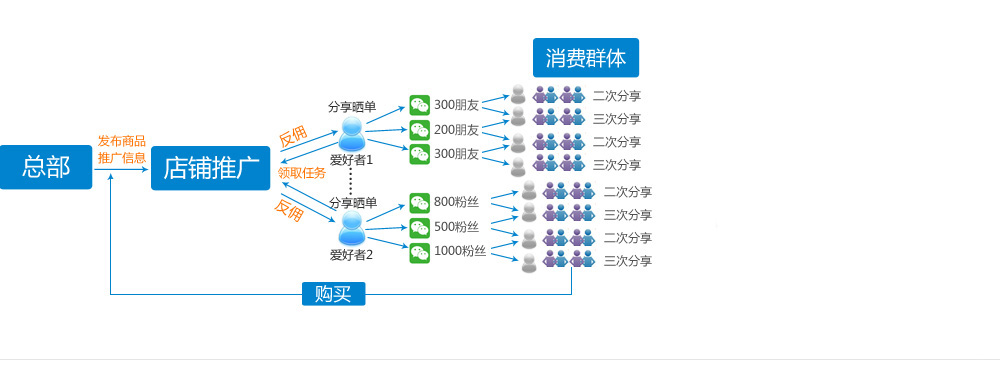 消费群体
总部
发布商品
推广信息
店铺推广
反佣
领取任务
反佣
分享晒单
爱好者1
分享晒单
爱好者2
300朋友
200朋友
300朋友
800粉丝
500粉丝
1000粉丝
二次分享
三次分享
二次分享
三次分享
二次分享
三次分享
二次分享
三次分享
购买